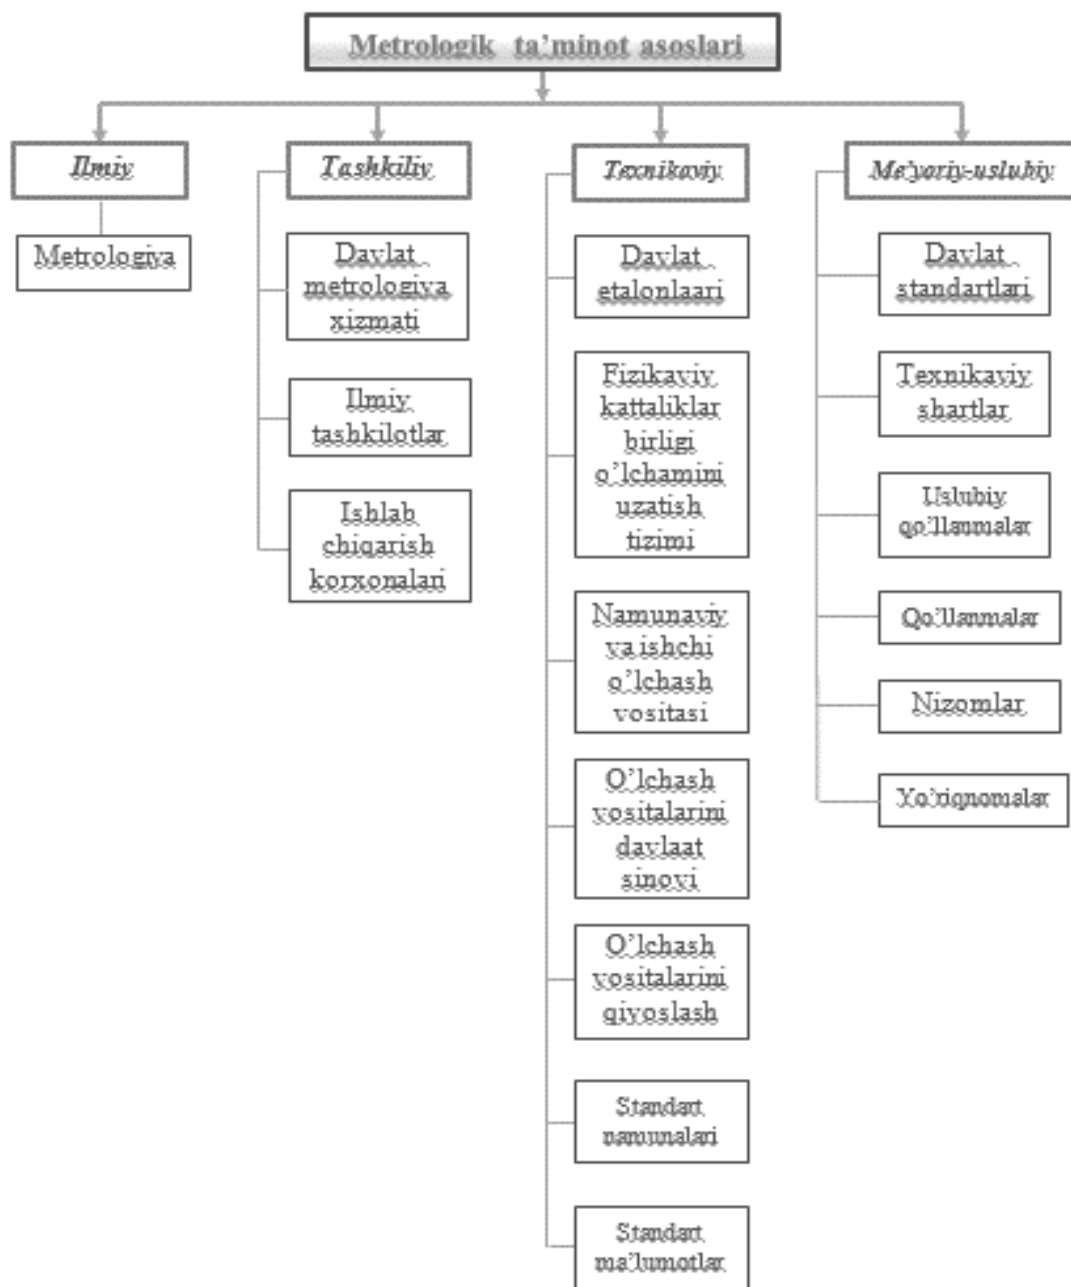 Metrologik ta’minot asoslari
Ilmiy
Metrologiya
Tashkiliy
Davlat
metrologiya
xizmati
Ilmiy
tashkilotlar
Ishlab
chiqarish
korxonalari
Texnikaviy
Davlat
etalonlaari
Fizikaviy
kattaliklar
birligi
o’lchamini
uzatish
tizimi
Namunaviy
va ishchi
o’lchash
vositasi
O’lchash
vositalarini
davlaat
sinovi
O’lchash
vositalarini
qiyoslash
Standart
namunalari
Standart
ma’lumotlar
Me’yoriy-uslubiy
Davlat
standartlari
Texnikaviy
shartlar
Uslubiy
qo’llanmalar
Qo’llanmalar
Nizomlar
Yo’riqnomalar